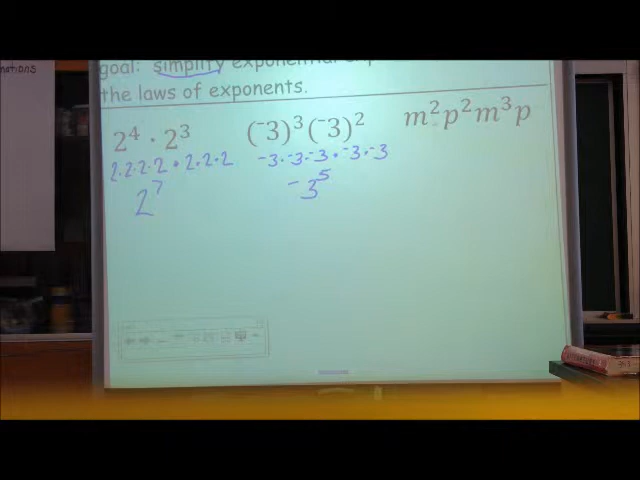 goal: simplify exponential
the laws of exponents.
2⁴ · 2³
(⁻3)³(⁻3)²
m²p²m³p
2·2·2·2 • 2·2·2
⁻3·⁻3·⁻3•⁻3·⁻3
2⁷
⁻3⁵